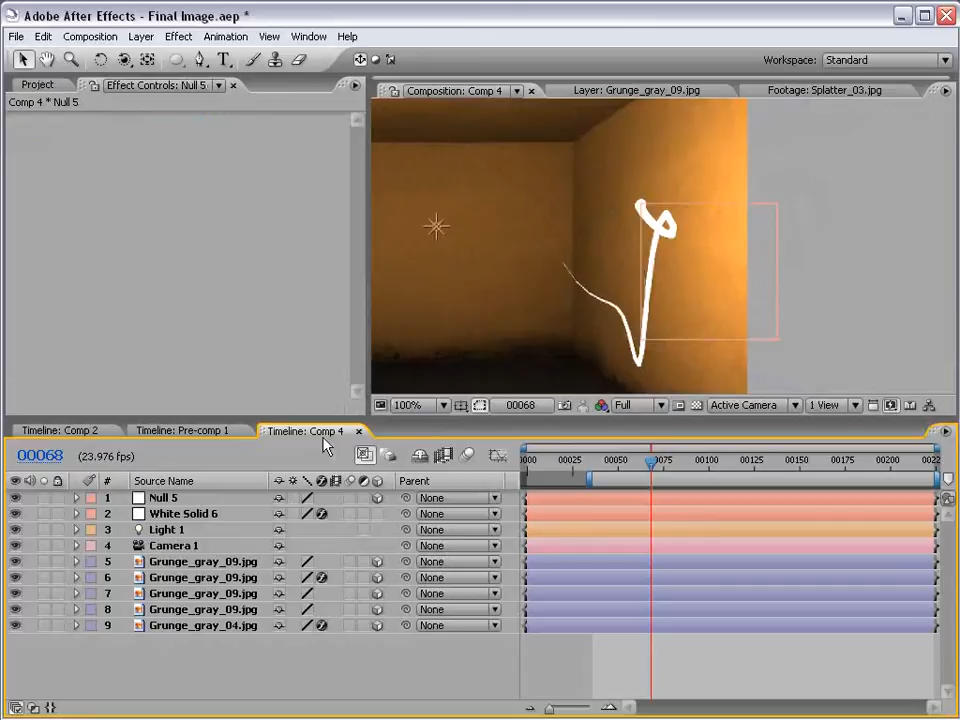 Adobe After Effects - Final Image.aep *
File Edit Composition Layer Effect Animation View Window Help
Workspace: Standard
Project Effect Controls: Null 5
Composition: Comp 4 Layer: Grunge_gray_09.jpg Footage: Splatter_03.jpg
Comp 4 * Null 5
100% 00068 Full Active Camera 1 View
Timeline: Comp 2 Timeline: Pre-comp 1 Timeline: Comp 4
00068 (23.976 fps)
0000 00025 00050 00075 00100 00125 00150 00175 00200 0022
# Source Name Parent
1 Null 5 None
2 White Solid 6 None
3 Light 1 None
4 Camera 1 None
5 Grunge_gray_09.jpg None
6 Grunge_gray_09.jpg None
7 Grunge_gray_09.jpg None
8 Grunge_gray_09.jpg None
9 Grunge_gray_04.jpg None